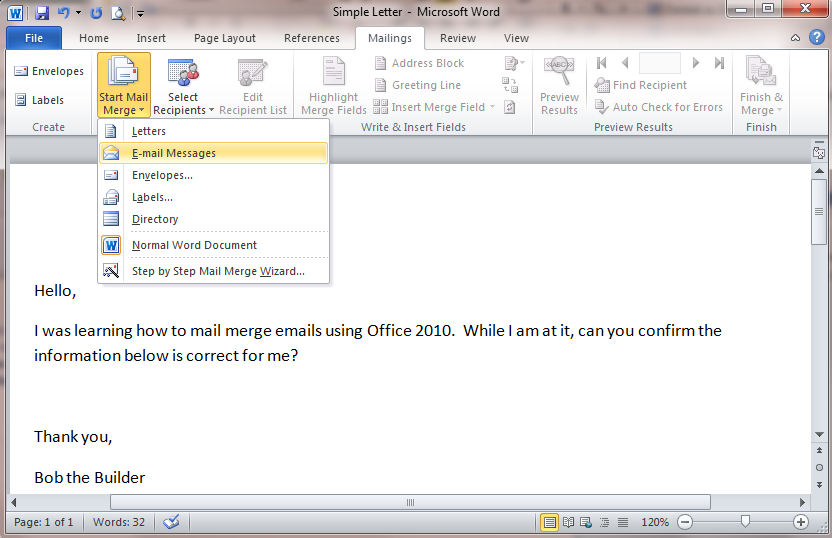 Simple Letter - Microsoft Word
File Home Insert Page Layout References Mailings Review View
Envelopes
Labels
Create
Start Mail
Merge
Select
Recipients
Edit
Recipient List
Highlight
Merge Fields
Address Block
Greeting Line
Insert Merge Field
Write & Insert Fields
«ABC»
Preview
Results
Find Recipient
Auto Check for Errors
Preview Results
Finish &
Merge
Finish
Letters
E-mail Messages
Envelopes...
Labels...
Directory
Normal Word Document
Step by Step Mail Merge Wizard...
Hello,
I was learning how to mail merge emails using Office 2010.  While I am at it, can you confirm the
information below is correct for me?
Thank you,
Bob the Builder
Page: 1 of 1 Words: 32 120%